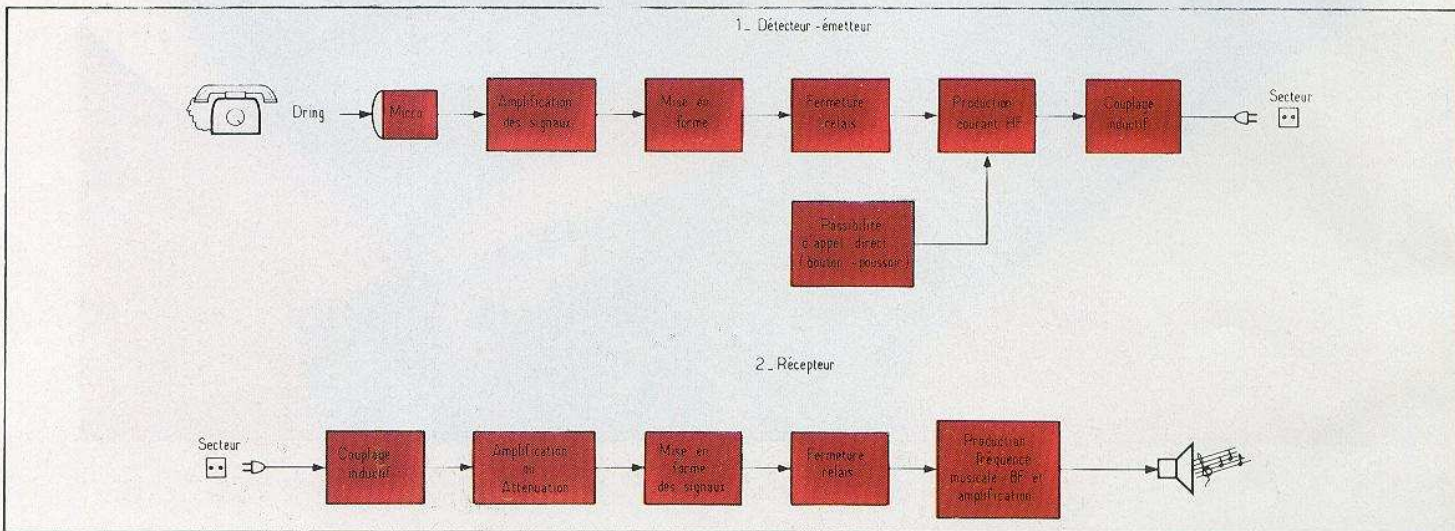 1_ Détecteur-émetteur
Dring
Micro
Amplification
des signaux
Mise en
forme
Fermeture
relais
Production
courant HF
Couplage
inductif
Secteur
Possibilité
d'appel direct
(Bouton-poussoir)
2_ Récepteur
Secteur
Couplage
inductif
Amplification
ou
Attenuation
Mise en
forme
des signaux
Fermeture
relais
Production
fréquence
musicale BF et
amplification